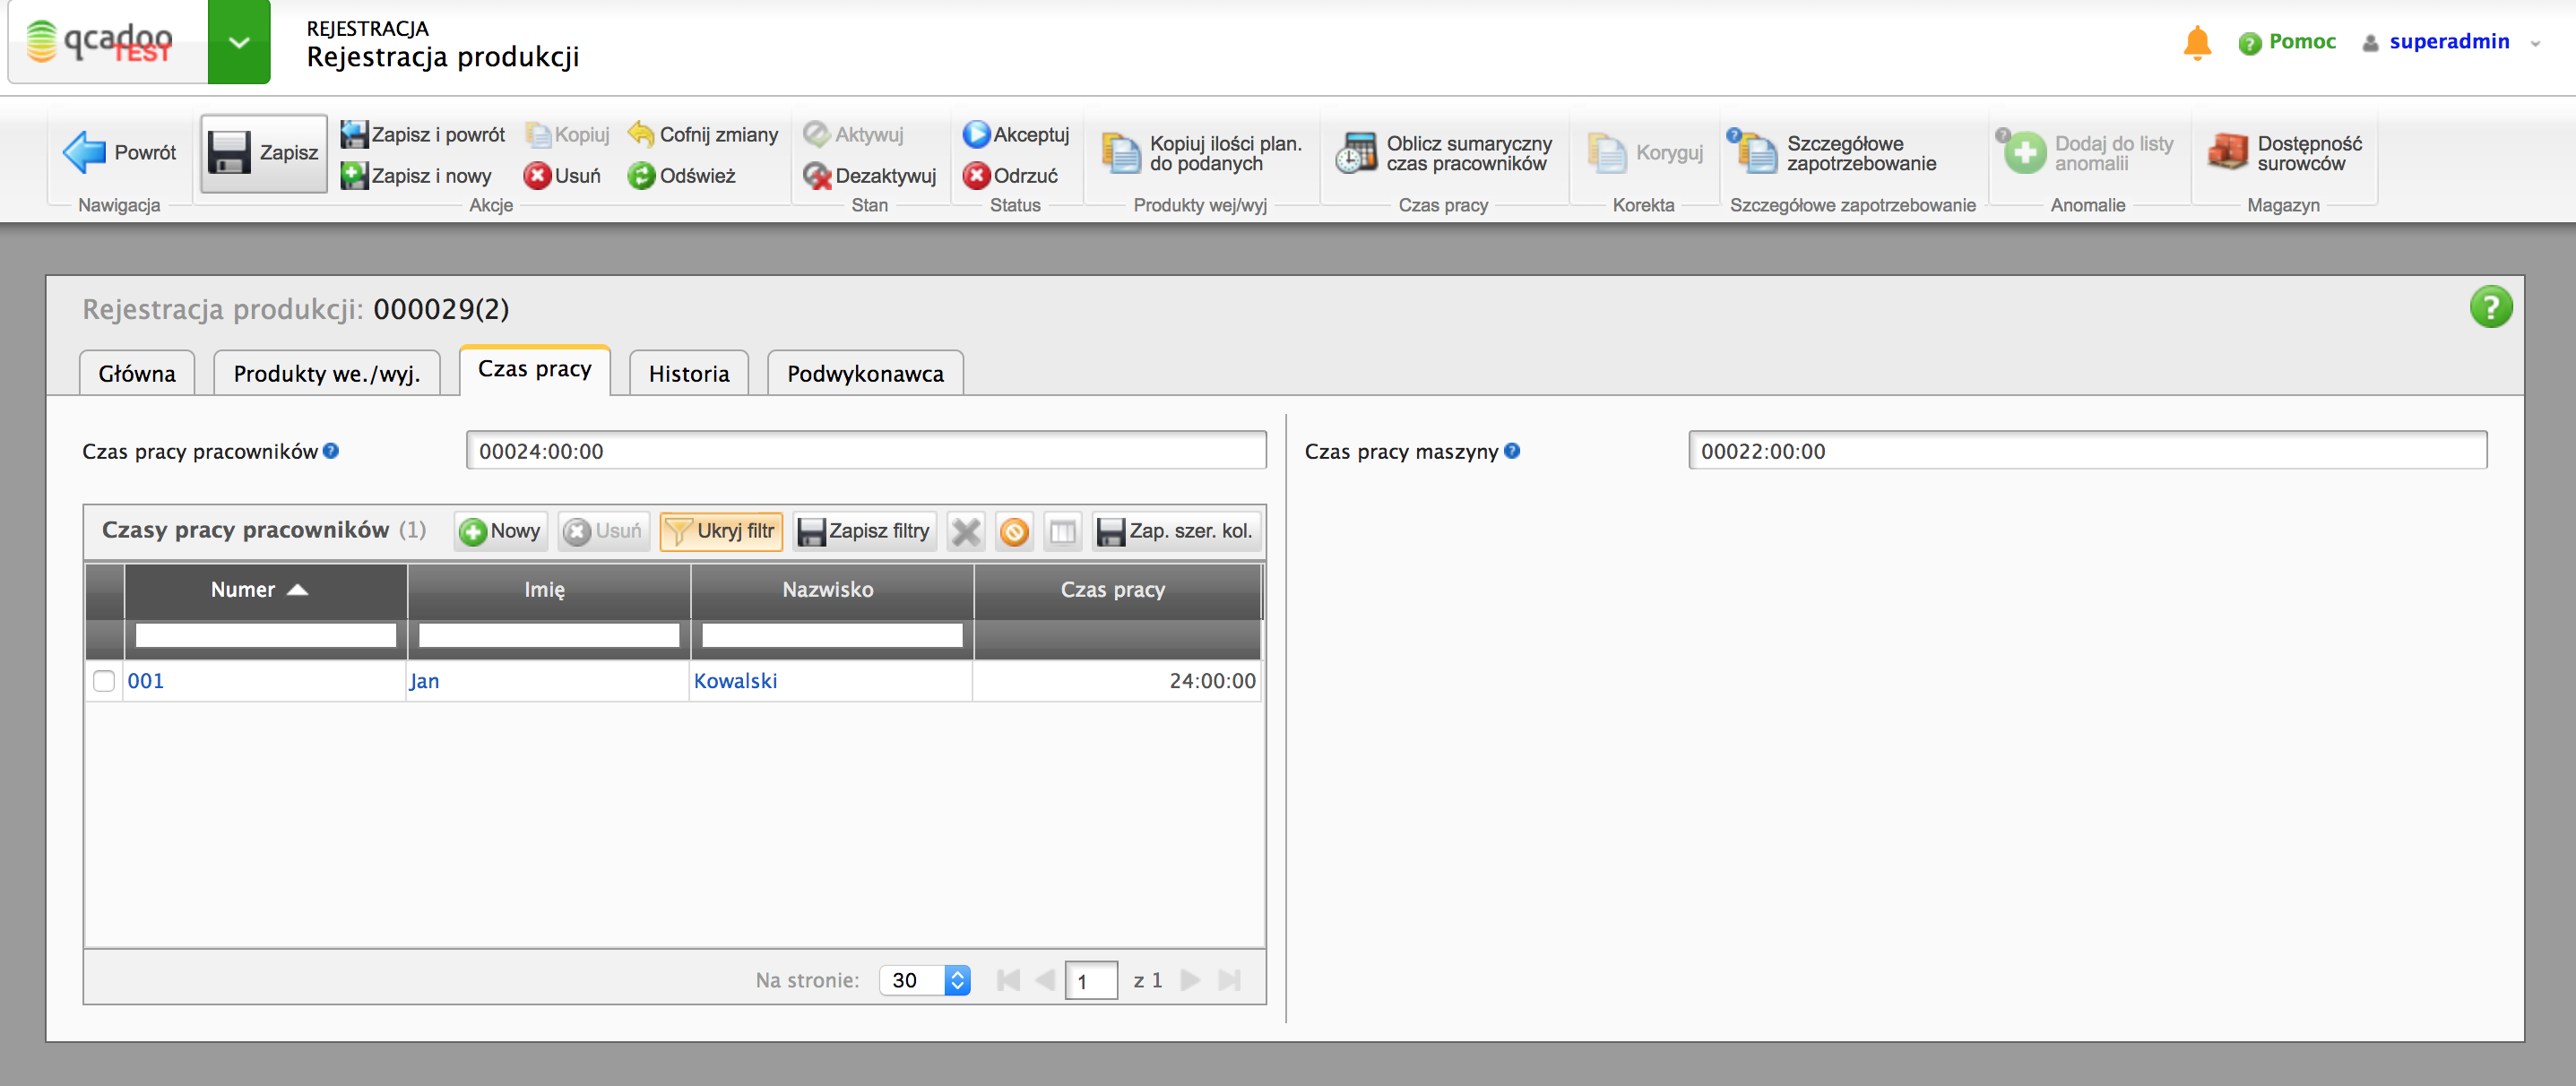 qcadoo
TEST
REJESTRACJA
Rejestracja produkcji
Pomoc
superadmin
Powrót
Nawigacja
Zapisz
Zapisz i powrót
Kopiuj
Cofnij zmiany
Zapisz i nowy
Usuń
Odśwież
Akcje
Aktywuj
Dezaktywuj
Stan
Akceptuj
Odrzuć
Status
Kopiuj ilości plan.
do podanych
Produkty wej/wyj
Oblicz sumaryczny
czas pracowników
Czas pracy
Koryguj
Korekta
Szczegółowe
zapotrzebowanie
Szczegółowe zapotrzebowanie
Dodaj do listy
anomalii
Anomalie
Dostępność
surowców
Magazyn
Rejestracja produkcji: 000029(2)
Główna
Produkty we./wyj.
Czas pracy
Historia
Podwykonawca
Czas pracy pracowników
00024:00:00
Czas pracy maszyny
00022:00:00
Czasy pracy pracowników (1)
Nowy
Usuń
Ukryj filtr
Zapisz filtry
Zap. szer. kol.
Numer
Imię
Nazwisko
Czas pracy
001
Jan
Kowalski
24:00:00
Na stronie:
30
1
z 1